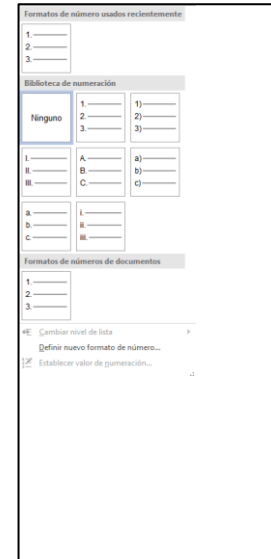 Formatos de número usados recientemente
1.
2.
3.
Biblioteca de numeración
Ninguno
1.
2.
3.
1)
2)
3)
I.
II.
III.
A.
B.
C.
a)
b)
c)
a.
b.
c.
i.
ii.
iii.
Formatos de números de documentos
1.
2.
3.
Cambiar nivel de lista
Definir nuevo formato de número...
Establecer valor de numeración...